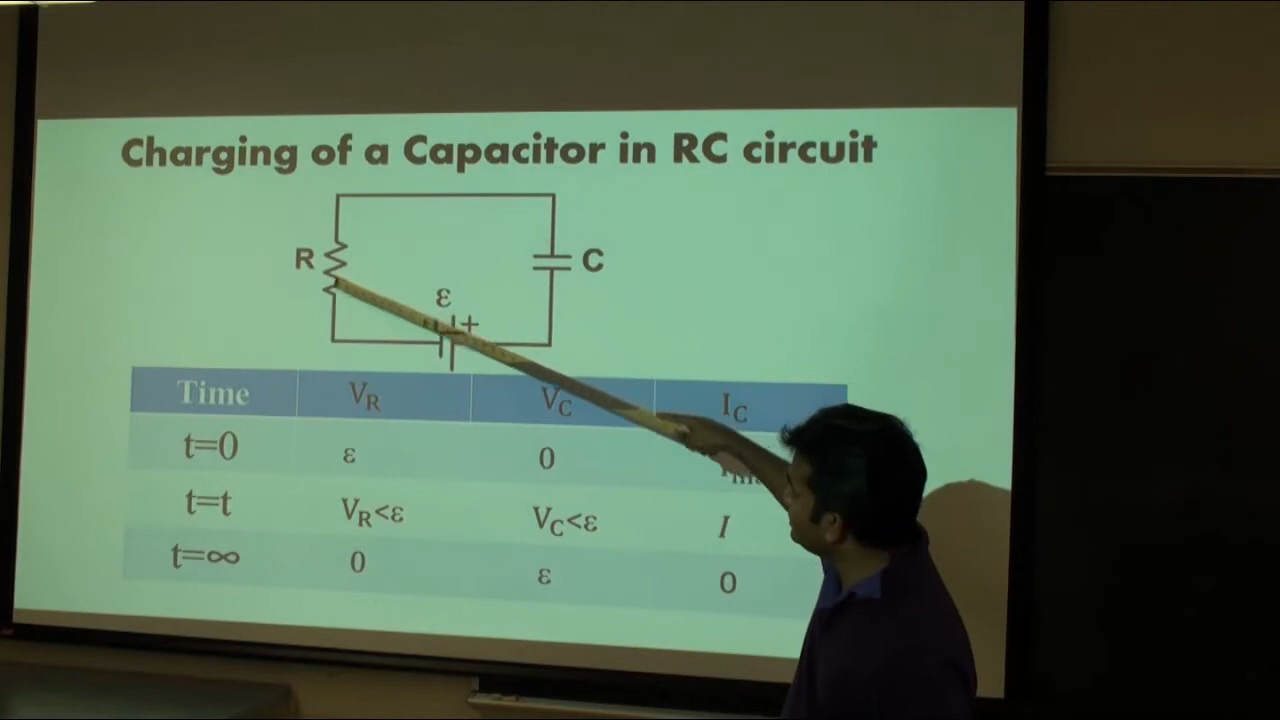 Charging of a Capacitor in RC circuit
R
C
ε
+
Time V_R V_C I_C
t=0 ε 0
t=t V_R<ε V_C<ε I
t=∞ 0 ε 0